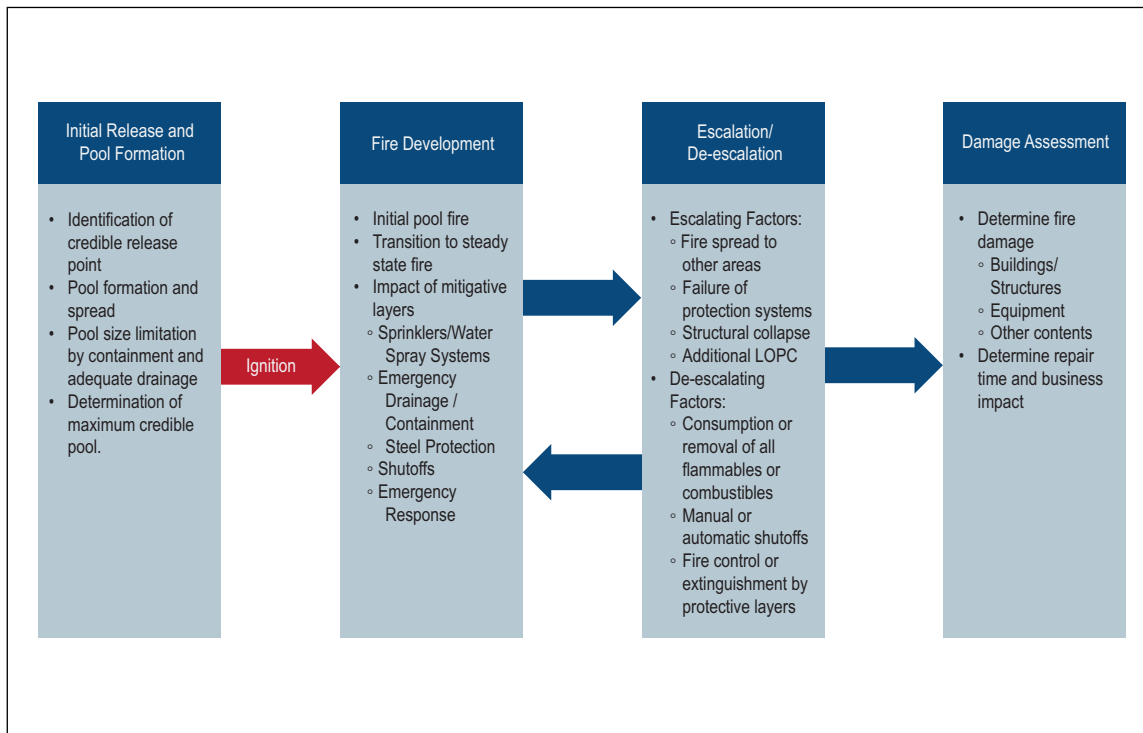 Initial Release and
Pool Formation
• Identification of
credible release
point
• Pool formation and
spread
• Pool size limitation
by containment and
adequate drainage
• Determination of
maximum credible
pool.
Ignition
Fire Development
• Initial pool fire
• Transition to steady
state fire
• Impact of mitigative
layers
◦ Sprinklers/Water
Spray Systems
◦ Emergency
Drainage /
Containment
◦ Steel Protection
◦ Shutoffs
◦ Emergency
Response
Escalation/
De-escalation
• Escalating Factors:
◦ Fire spread to
other areas
◦ Failure of
protection systems
◦ Structural collapse
◦ Additional LOPC
• De-escalating
Factors:
◦ Consumption or
removal of all
flammables or
combustibles
◦ Manual or
automatic shutoffs
◦ Fire control or
extinguishment by
protective layers
Damage Assessment
• Determine fire
damage
◦ Buildings/
Structures
◦ Equipment
◦ Other contents
• Determine repair
time and business
impact